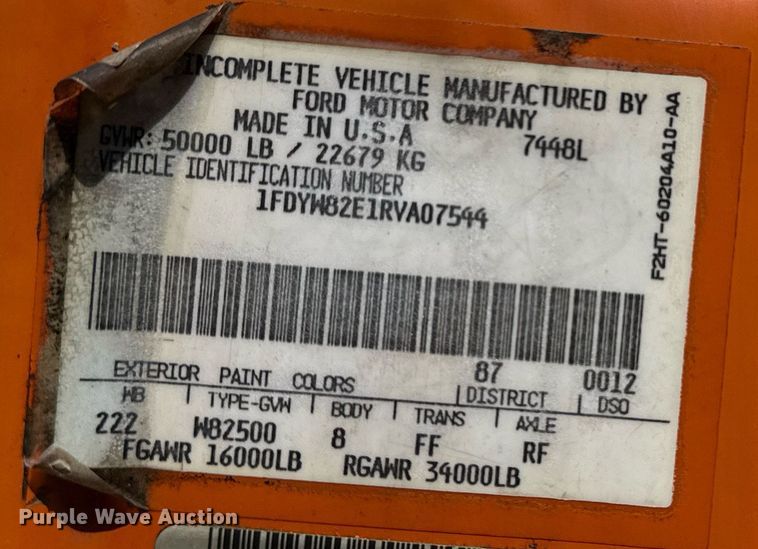 INCOMPLETE VEHICLE MANUFACTURED BY
FORD MOTOR COMPANY
MADE IN U.S.A 7448L
GVWR: 50000 LB / 22679 KG
VEHICLE IDENTIFICATION NUMBER
1FDYW82E1RVA07544
F2HT-60204A10-AA
87 0012
EXTERIOR PAINT COLORS DISTRICT DSO
WB TYPE-GVW BODY TRANS AXLE
222 W82500 8 FF RF
FGAWR 16000LB RGAWR 34000LB
Purple Wave Auction